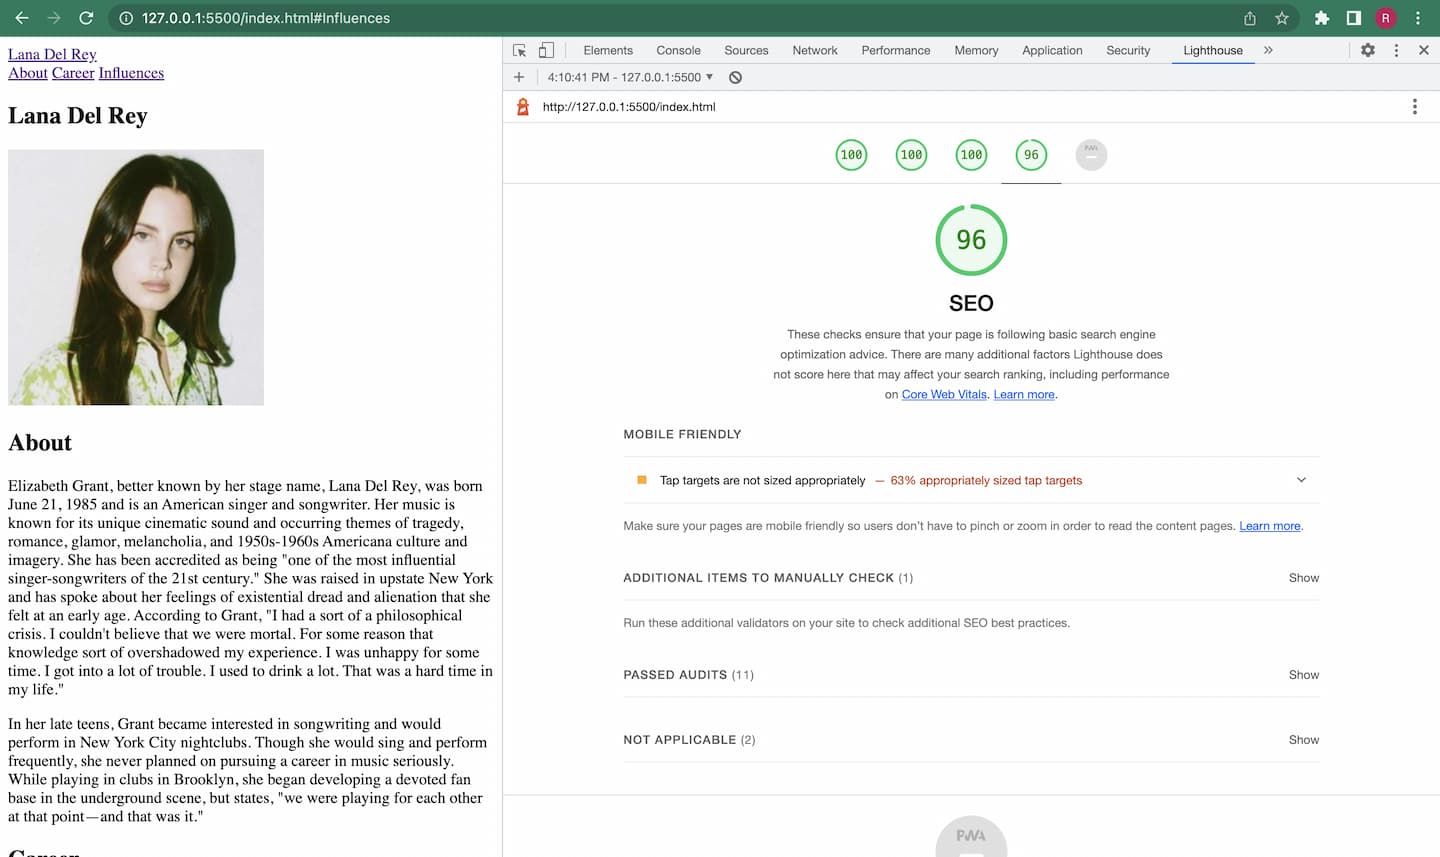 127.0.0.1:5500/index.html#Influences
R
Lana Del Rey
About Career Influences
Lana Del Rey
About
Elizabeth Grant, better known by her stage name, Lana Del Rey, was born
June 21, 1985 and is an American singer and songwriter. Her music is
known for its unique cinematic sound and occurring themes of tragedy,
romance, glamor, melancholia, and 1950s-1960s Americana culture and
imagery. She has been accredited as being "one of the most influential
singer-songwriters of the 21st century." She was raised in upstate New York
and has spoke about her feelings of existential dread and alienation that she
felt at an early age. According to Grant, "I had a sort of a philosophical
crisis. I couldn't believe that we were mortal. For some reason that
knowledge sort of overshadowed my experience. I was unhappy for some
time. I got into a lot of trouble. I used to drink a lot. That was a hard time in
my life."
In her late teens, Grant became interested in songwriting and would
perform in New York City nightclubs. Though she would sing and perform
frequently, she never planned on pursuing a career in music seriously.
While playing in clubs in Brooklyn, she began developing a devoted fan
base in the underground scene, but states, "we were playing for each other
at that point—and that was it."
Career
Elements Console Sources Network Performance Memory Application Security Lighthouse »
4:10:41 PM - 127.0.0.1:5500
http://127.0.0.1:5500/index.html
100 100 100 96 PWA
96
SEO
These checks ensure that your page is following basic search engine
optimization advice. There are many additional factors Lighthouse does
not score here that may affect your search ranking, including performance
on Core Web Vitals. Learn more.
MOBILE FRIENDLY
Tap targets are not sized appropriately — 63% appropriately sized tap targets
Make sure your pages are mobile friendly so users don't have to pinch or zoom in order to read the content pages. Learn more.
ADDITIONAL ITEMS TO MANUALLY CHECK (1) Show
Run these additional validators on your site to check additional SEO best practices.
PASSED AUDITS (11) Show
NOT APPLICABLE (2) Show
PWA